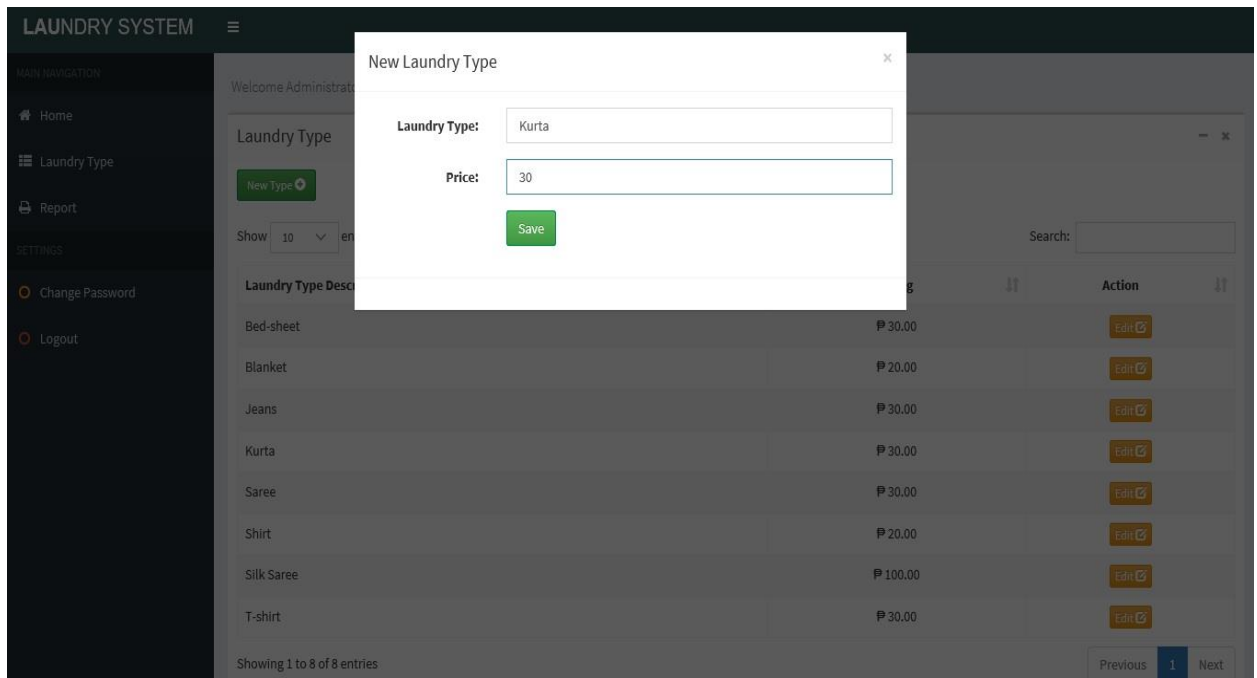 LAUNDRY SYSTEM
New Laundry Type ×
MAIN NAVIGATION
Welcome Administrato
Home
Laundry Type: Kurta
Laundry Type
Laundry Type
Price: 30
New Type
Report
Save
Show 10 en
Search:
SETTINGS
Laundry Type Desc
g
Action
Change Password
Bed-sheet ₱ 30.00 Edit
Logout
Blanket ₱ 20.00 Edit
Jeans ₱ 30.00 Edit
Kurta ₱ 30.00 Edit
Saree ₱ 30.00 Edit
Shirt ₱ 20.00 Edit
Silk Saree ₱ 100.00 Edit
T-shirt ₱ 30.00 Edit
Showing 1 to 8 of 8 entries
Previous 1 Next